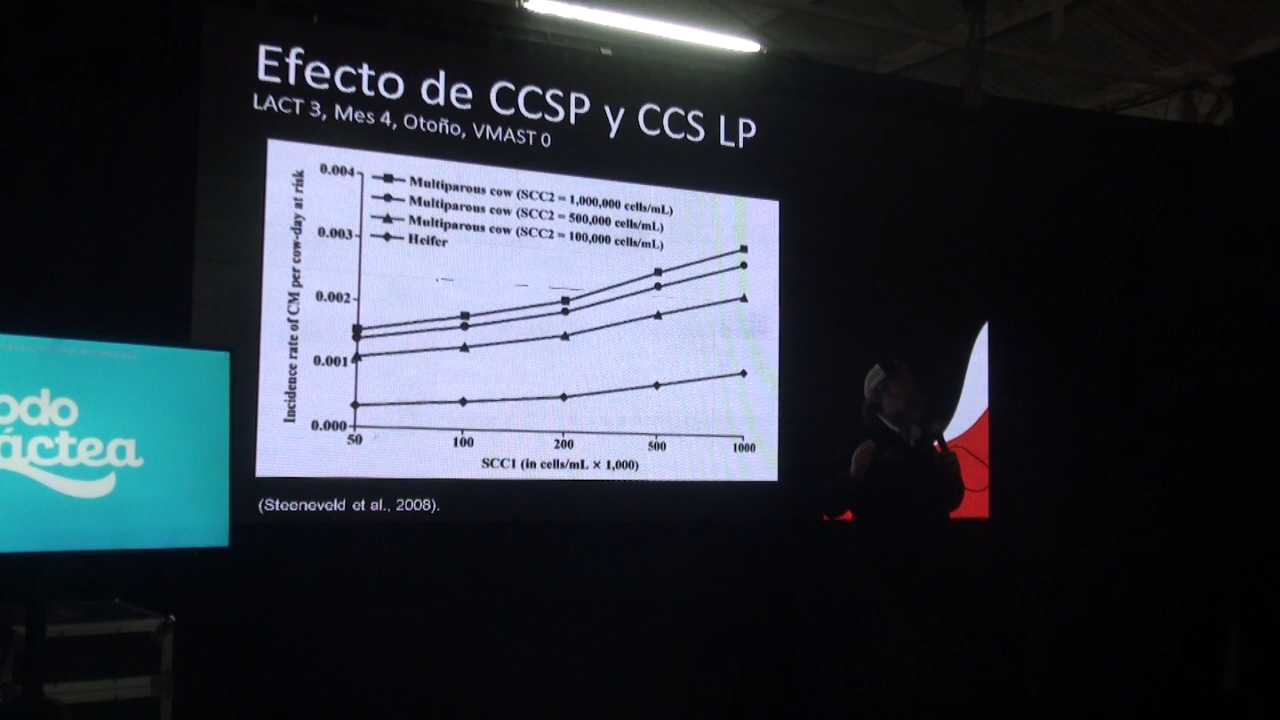 Efecto de CCSP y CCS LP
LACT 3, Mes 4, Otoño, VMAST 0
0.004
0.003
0.002
0.001
0.000
Incidence rate of CM per cow-day at risk
Multiparous cow (SCC2 = 1,000,000 cells/mL)
Multiparous cow (SCC2 = 500,000 cells/mL)
Multiparous cow (SCC2 = 100,000 cells/mL)
Heifer
50 100 200 500 1000
SCC1 (in cells/mL × 1,000)
(Steeneveld et al., 2008).
odo
áctea